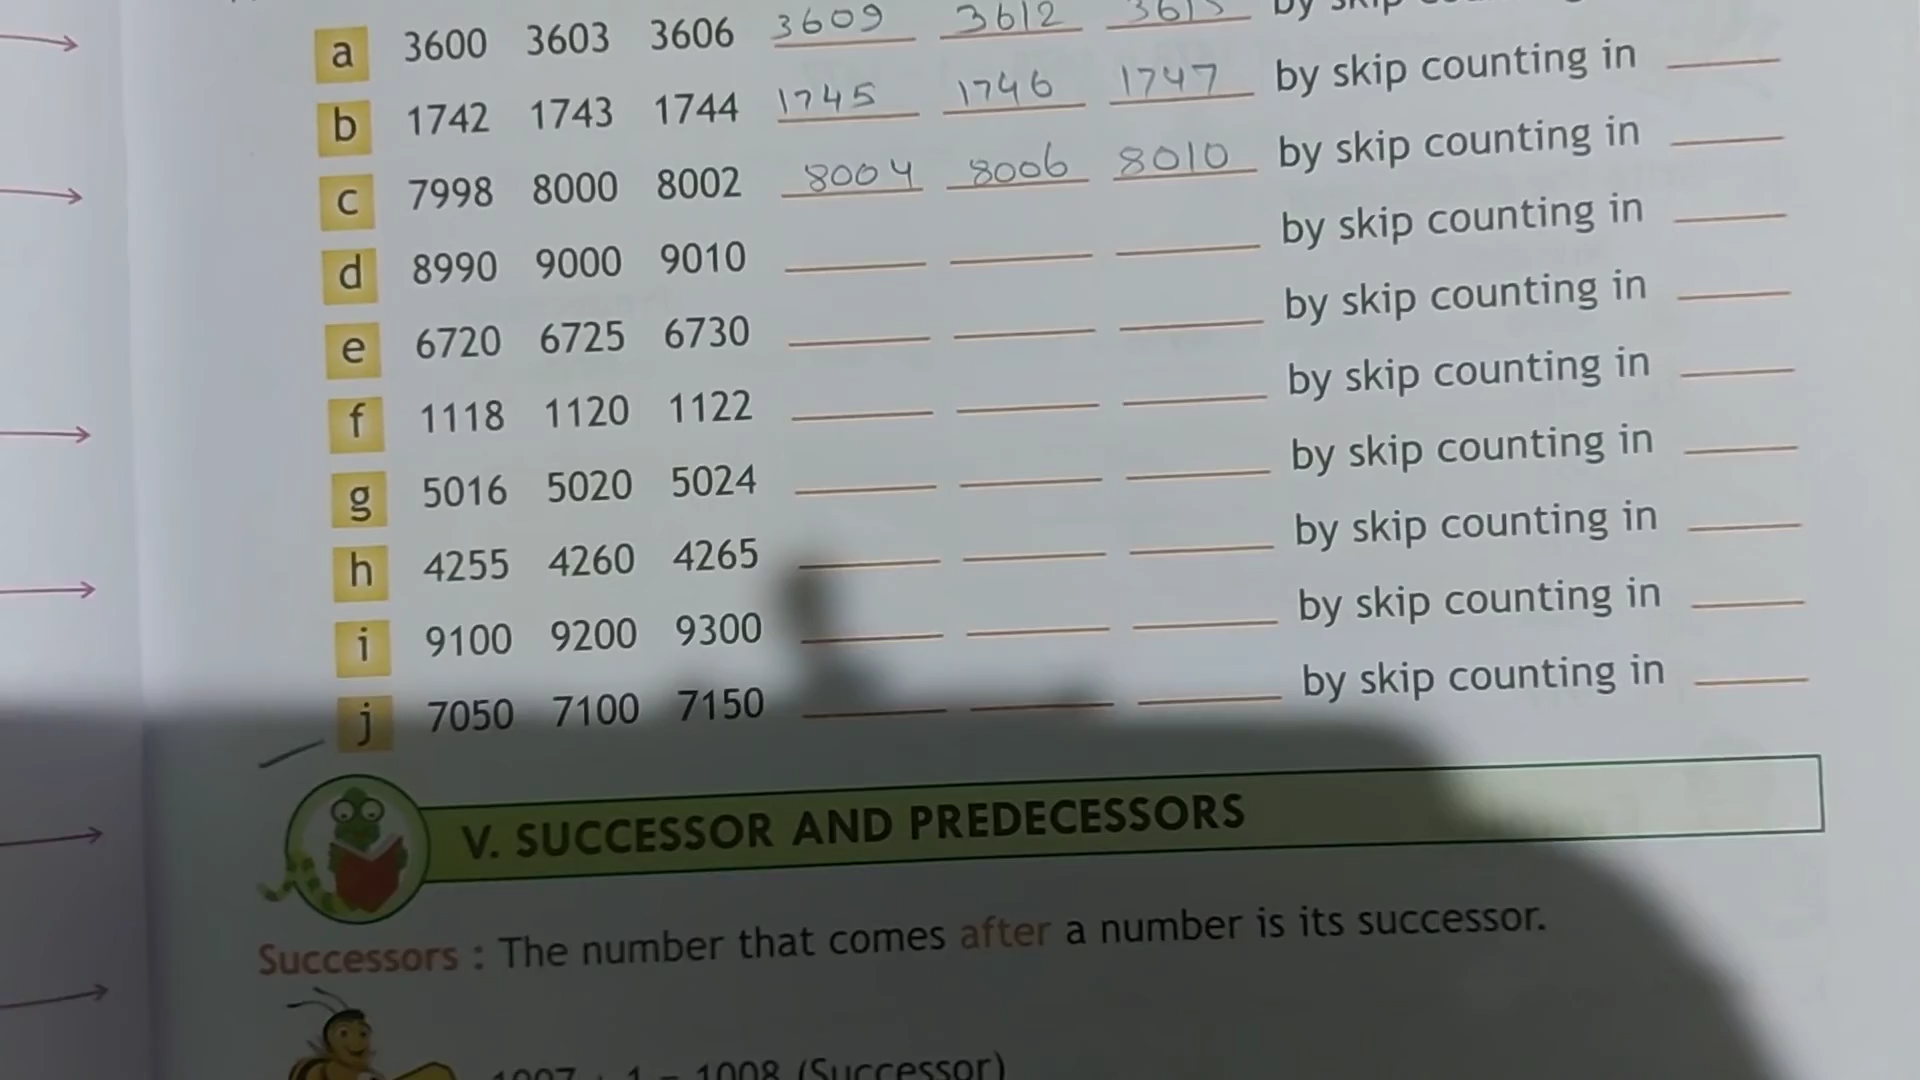 a 3600 3603 3606 3609 3612 3615 by skip
b 1742 1743 1744 1745 1746 1747 by skip counting in
c 7998 8000 8002 8004 8006 8010 by skip counting in
d 8990 9000 9010 by skip counting in
e 6720 6725 6730 by skip counting in
f 1118 1120 1122 by skip counting in
g 5016 5020 5024 by skip counting in
h 4255 4260 4265 by skip counting in
i 9100 9200 9300 by skip counting in
j 7050 7100 7150 by skip counting in
V. SUCCESSOR AND PREDECESSORS
Successors : The number that comes after a number is its successor.
1 = 1008 (Successor)